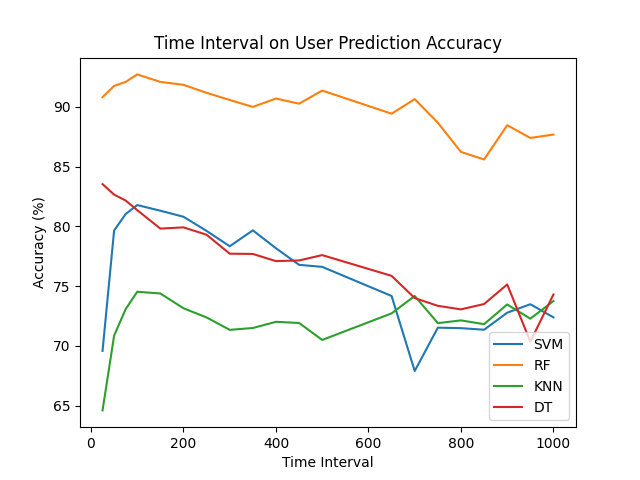 Time Interval on User Prediction Accuracy
Accuracy (%)
90
85
80
75
70
65
0
200
400
600
800
1000
Time Interval
SVM
RF
KNN
DT